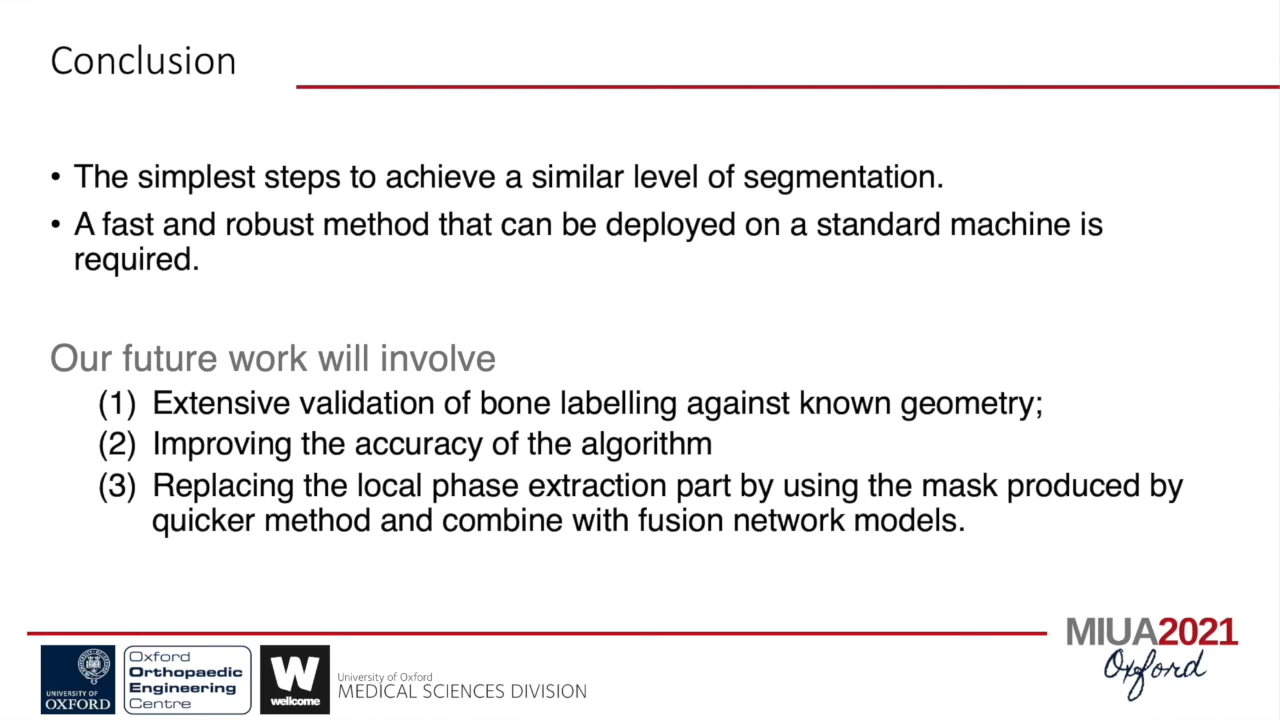 Conclusion
• The simplest steps to achieve a similar level of segmentation.
• A fast and robust method that can be deployed on a standard machine is
required.
Our future work will involve
(1) Extensive validation of bone labelling against known geometry;
(2) Improving the accuracy of the algorithm
(3) Replacing the local phase extraction part by using the mask produced by
quicker method and combine with fusion network models.
MIUA2021
Oxford
UNIVERSITY OF
OXFORD
Oxford
Orthopaedic
Engineering
Centre
W
wellcome
University of Oxford
MEDICAL SCIENCES DIVISION